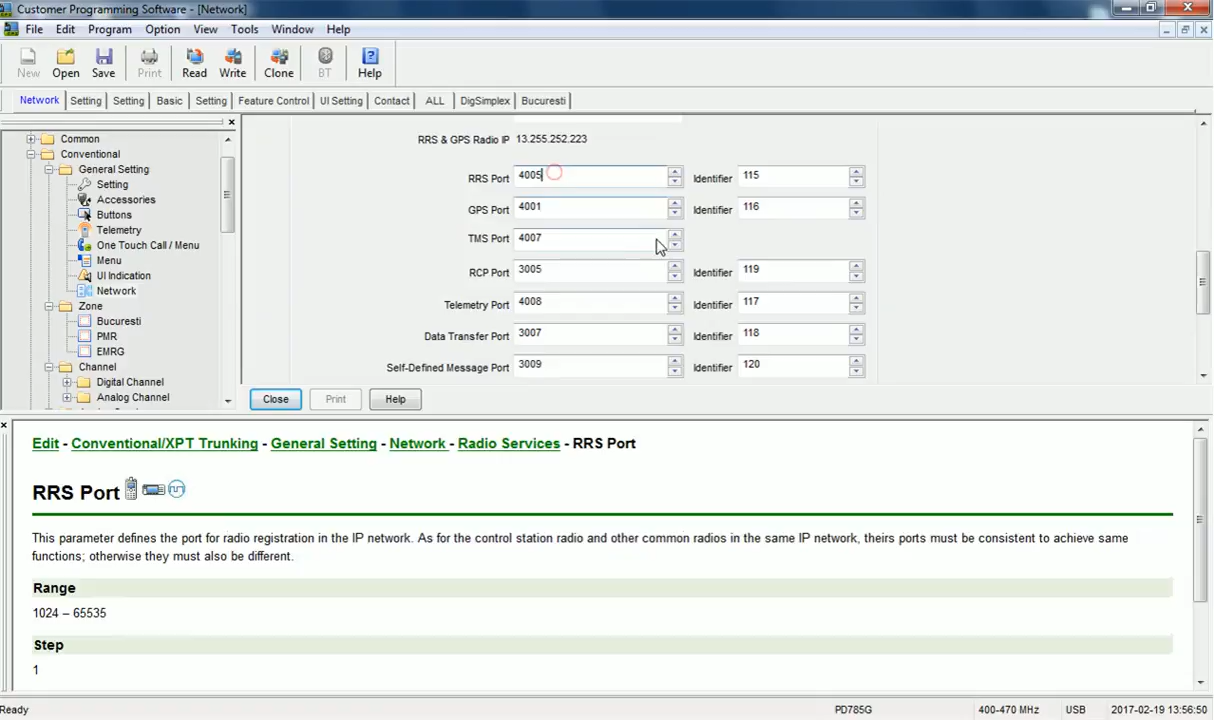 Customer Programming Software - [Network]
File Edit Program Option View Tools Window Help
New Open Save Print Read Write Clone BT Help
Network Setting Setting Basic Setting Feature Control UI Setting Contact ALL DigSimplex Bucuresti
Common
Conventional
General Setting
Setting
Accessories
Buttons
Telemetry
One Touch Call / Menu
Menu
UI Indication
Network
Zone
Bucuresti
PMR
EMRG
Channel
Digital Channel
Analog Channel
RRS & GPS Radio IP 13.255.252.223
RRS Port 4005 Identifier 115
GPS Port 4001 Identifier 116
TMS Port 4007
RCP Port 3005 Identifier 119
Telemetry Port 4008 Identifier 117
Data Transfer Port 3007 Identifier 118
Self-Defined Message Port 3009 Identifier 120
Close Print Help
Edit - Conventional/XPT Trunking - General Setting - Network - Radio Services - RRS Port
RRS Port
This parameter defines the port for radio registration in the IP network. As for the control station radio and other common radios in the same IP network, theirs ports must be consistent to achieve same
functions; otherwise they must also be different.
Range
1024 – 65535
Step
1
Ready PD785G 400-470 MHz USB 2017-02-19 13:56:50